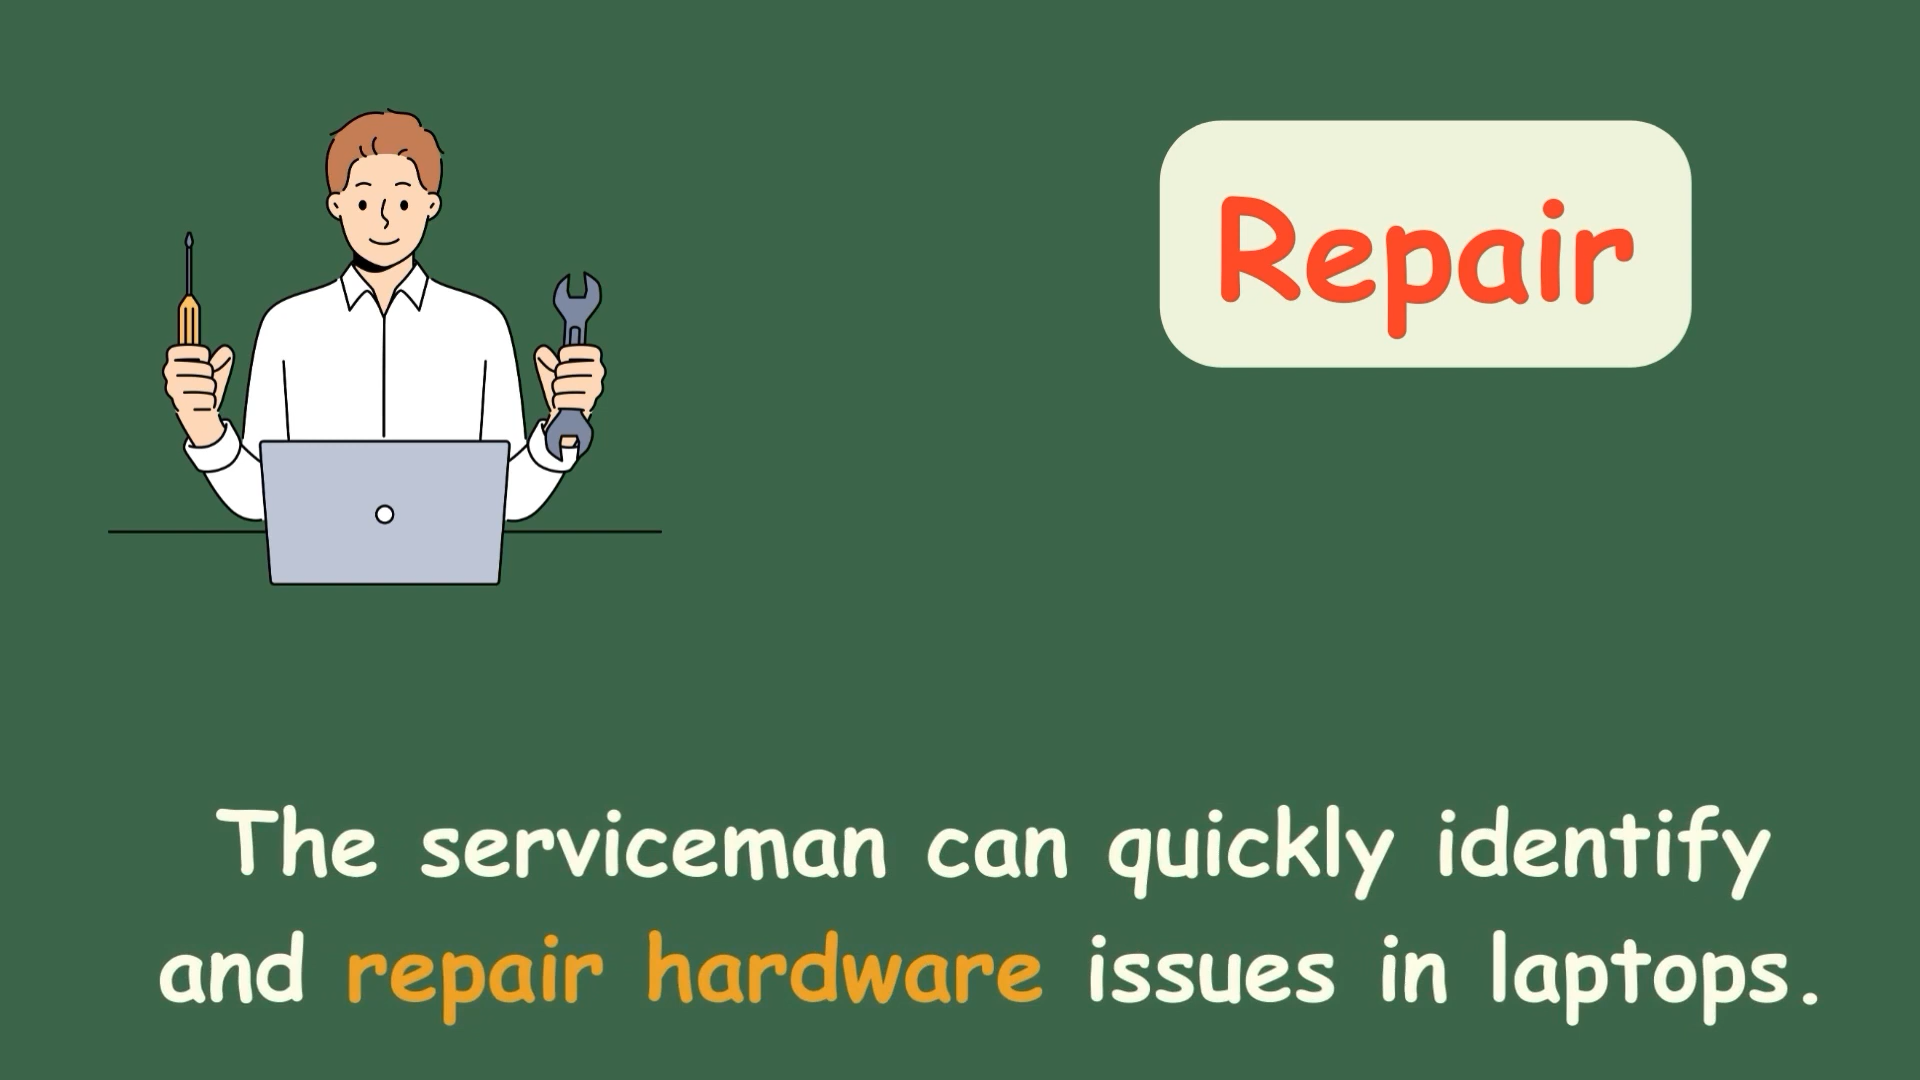 Repair
The serviceman can quickly identify
and repair hardware issues in laptops.